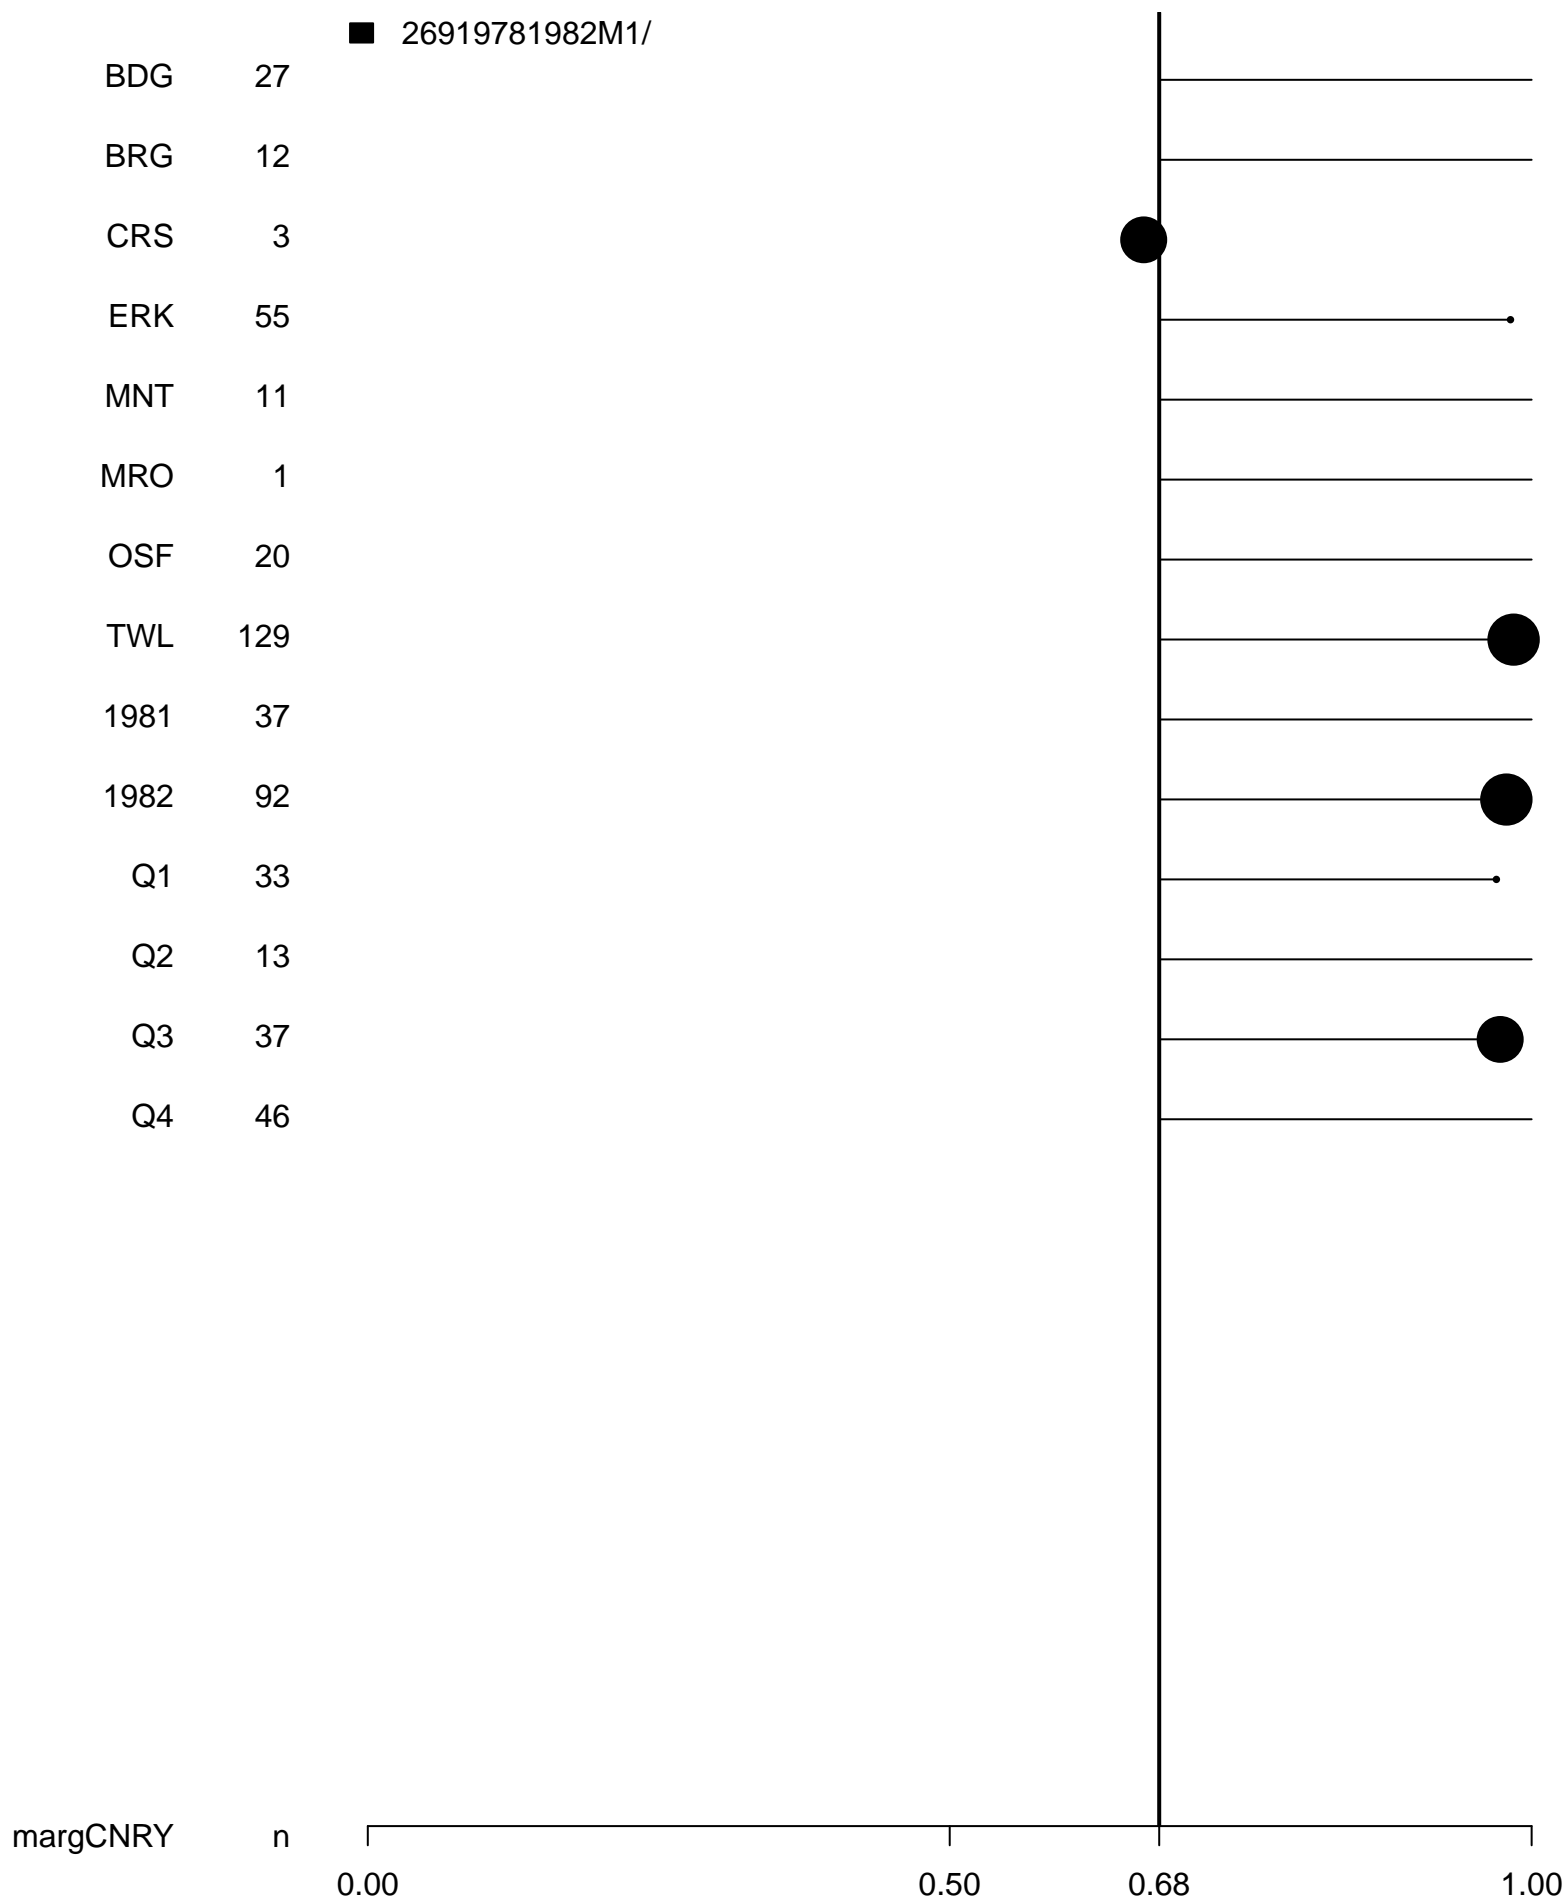 26919781982M1/
BDG 27
BRG 12
CRS 3
ERK 55
MNT 11
MRO 1
OSF 20
TWL 129
1981 37
1982 92
Q1 33
Q2 13
Q3 37
Q4 46
margCNRY n
0.00 0.50 0.68 1.00